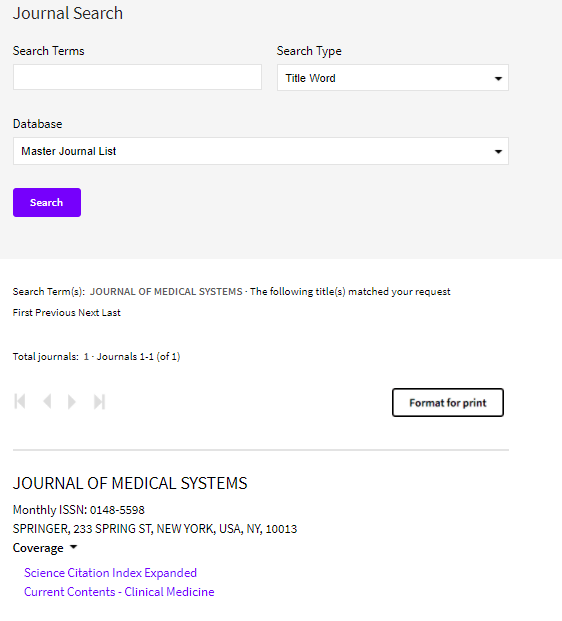 Journal Search
Search Terms
Search Type
Title Word
Database
Master Journal List
Search
Search Term(s): JOURNAL OF MEDICAL SYSTEMS · The following title(s) matched your request
First Previous Next Last
Total journals: 1 · Journals 1-1 (of 1)
Format for print
JOURNAL OF MEDICAL SYSTEMS
Monthly ISSN: 0148-5598
SPRINGER, 233 SPRING ST, NEW YORK, USA, NY, 10013
Coverage
Science Citation Index Expanded
Current Contents - Clinical Medicine